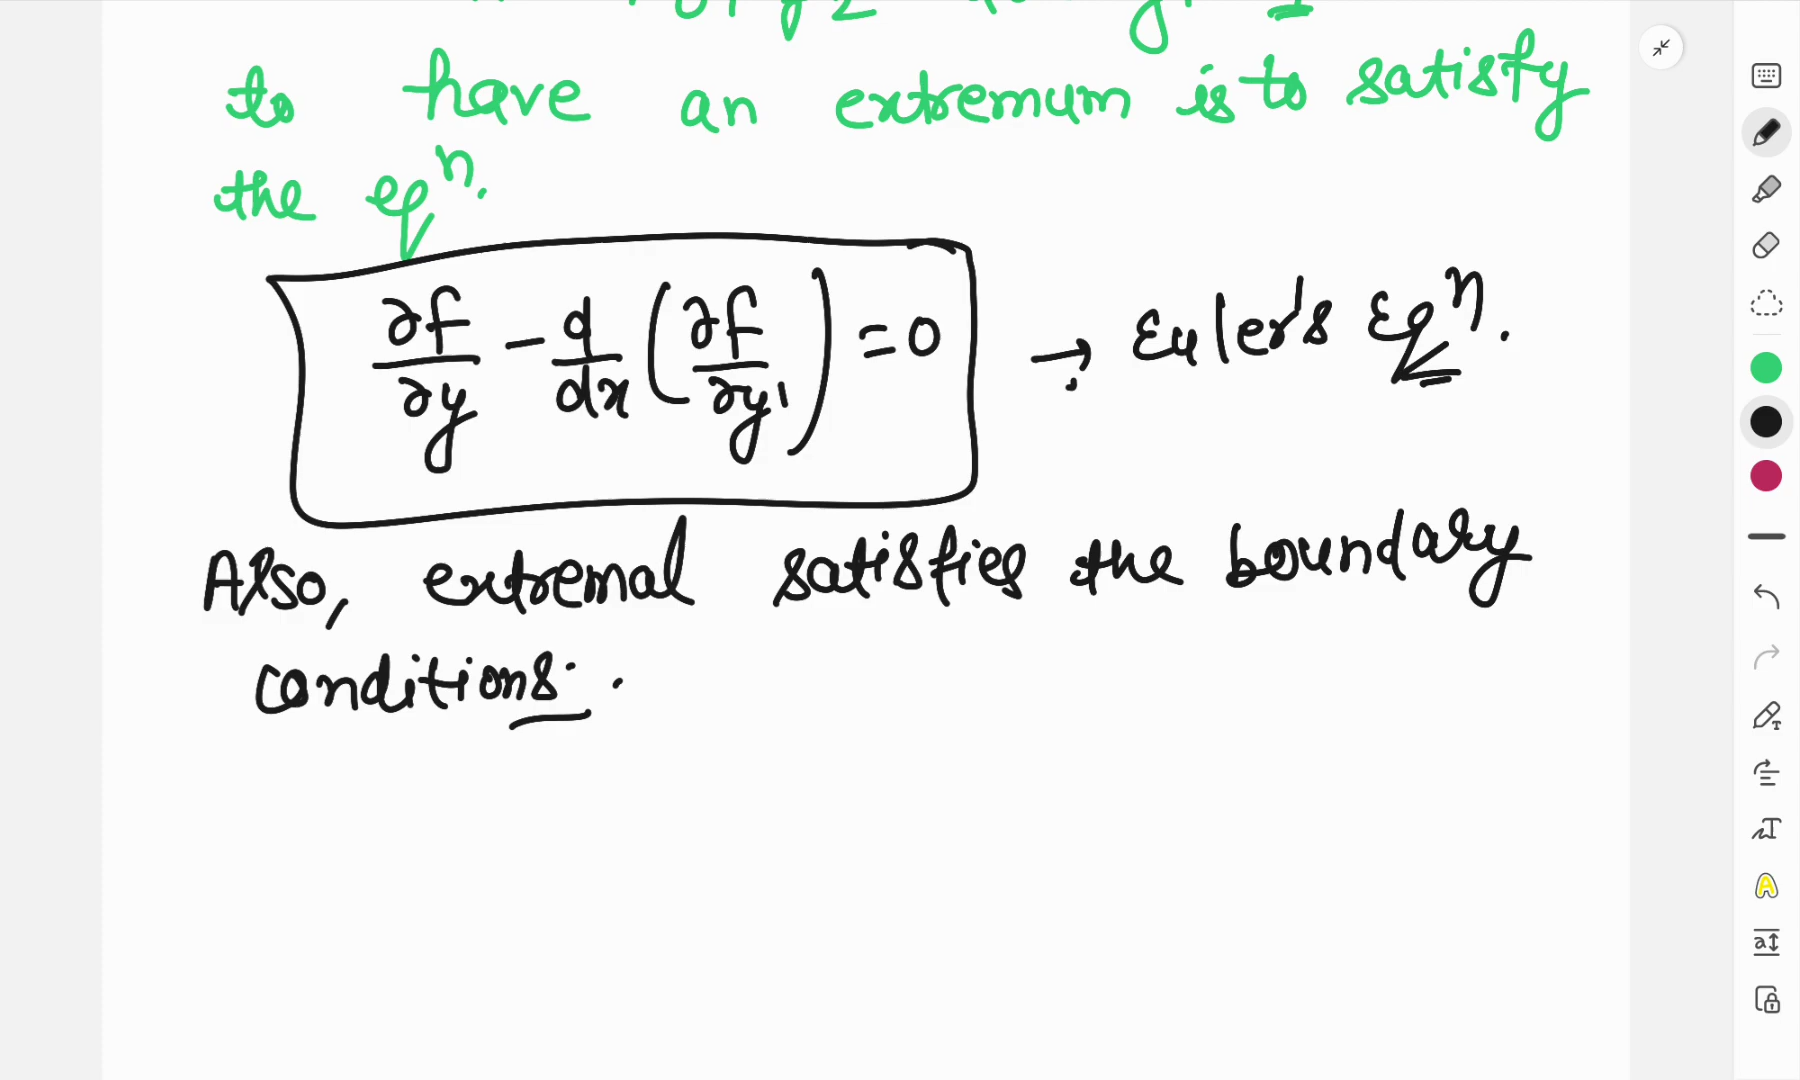 to have an extremum is to satisfy
the eqⁿ.
∂f/∂y - d/dx (∂f/∂y') = 0 → Euler's Eqⁿ.
Also, extremal satisfies the boundary
conditions.